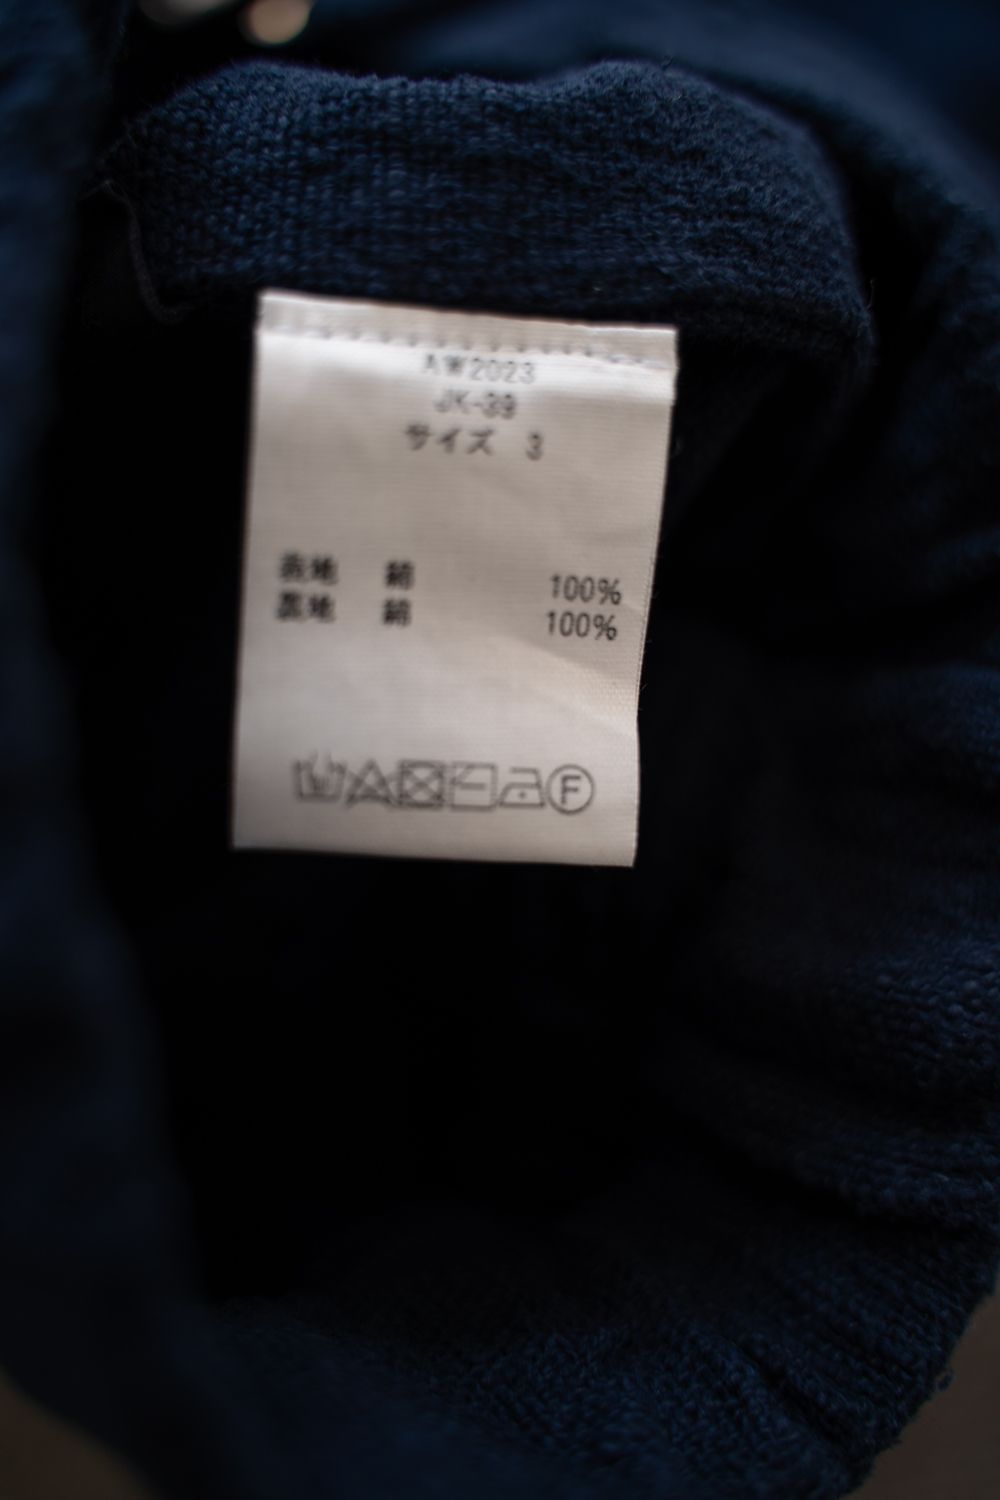 AW2023
JK-39
サイズ 3
表地 綿 100%
裏地 綿 100%
F